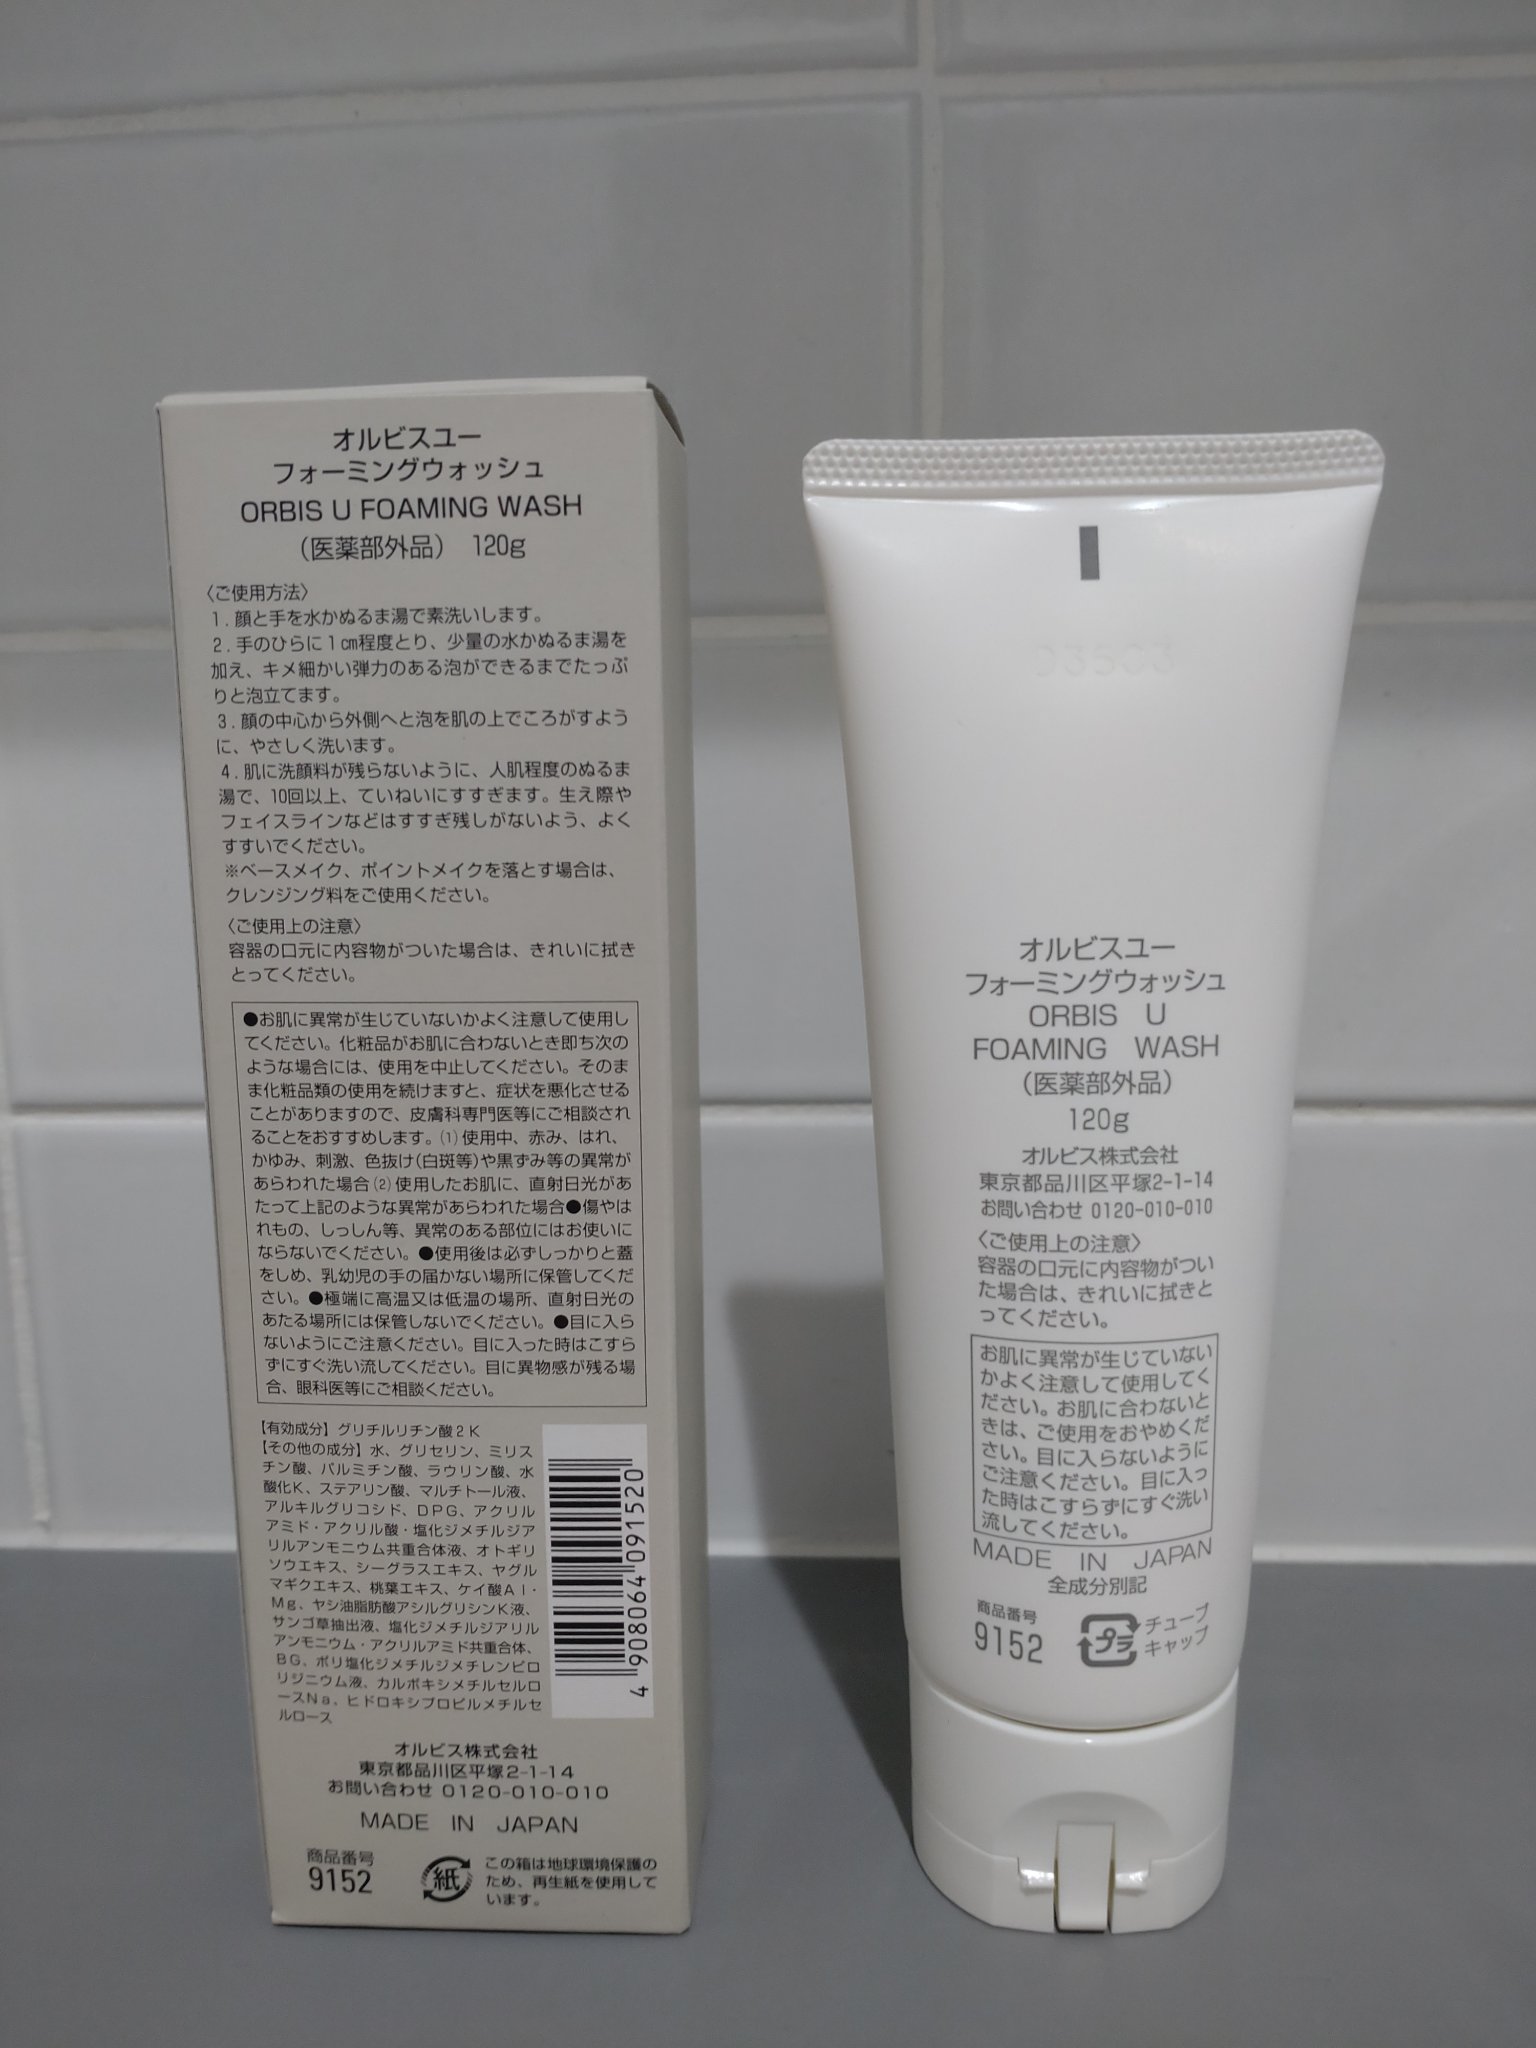 オルビスユー
フォーミングウォッシュ
ORBIS U FOAMING WASH
（医薬部外品） 120g
〈ご使用方法〉
1. 顔と手を水かぬるま湯で素洗いします。
2. 手のひらに1㎝程度とり、少量の水かぬるま湯を
加え、キメ細かい弾力のある泡ができるまでたっぷ
りと泡立てます。
3. 顔の中心から外側へと泡を肌の上でころがすよう
に、やさしく洗います。
4. 肌に洗顔料が残らないように、人肌程度のぬるま
湯で、10回以上、ていねいにすすぎます。生え際や
フェイスラインなどはすすぎ残しがないよう、よく
すすいでください。
※ベースメイク、ポイントメイクを落とす場合は、
クレンジング料をご使用ください。
〈ご使用上の注意〉
容器の口元に内容物がついた場合は、きれいに拭き
とってください。
●お肌に異常が生じていないかよく注意して使用し
てください。化粧品がお肌に合わないとき即ち次の
ような場合には、使用を中止してください。そのま
ま化粧品類の使用を続けますと、症状を悪化させる
ことがありますので、皮膚科専門医等にご相談され
ることをおすすめします。(1)使用中、赤み、はれ、
かゆみ、刺激、色抜け(白斑等)や黒ずみ等の異常が
あらわれた場合(2)使用したお肌に、直射日光があ
たって上記のような異常があらわれた場合●傷やは
れもの、しっしん等、異常のある部位にはお使いに
ならないでください。●使用後は必ずしっかりと蓋
をしめ、乳幼児の手の届かない場所に保管してくだ
さい。●極端に高温又は低温の場所、直射日光の
あたる場所には保管しないでください。●目に入ら
ないようにご注意ください。目に入った時はこすら
ずにすぐ洗い流してください。目に異物感が残る場
合、眼科医等にご相談ください。
【有効成分】グリチルリチン酸2K
【その他の成分】水、グリセリン、ミリス
チン酸、パルミチン酸、ラウリン酸、水
酸化K、ステアリン酸、マルチトール液、
アルキルグリコシド、DPG、アクリル
アミド・アクリル酸・塩化ジメチルジア
リルアンモニウム共重合体液、オトギリ
ソウエキス、シーグラスエキス、ヤグル
マギクエキス、桃葉エキス、ケイ酸Al・
Mg、ヤシ油脂肪酸アシルグリシンK液、
サンゴ草抽出液、塩化ジメチルジアリル
アンモニウム・アクリルアミド共重合体、
BG、ポリ塩化ジメチルジメチレンピロ
リジニウム液、カルボキシメチルセルロ
ースNa、ヒドロキシプロピルメチルセ
ルロース
4 908064 091520
オルビス株式会社
東京都品川区平塚2-1-14
お問い合わせ 0120-010-010
MADE IN JAPAN
商品番号
9152
紙
この箱は地球環境保護の
ため、再生紙を使用して
います。
オルビスユー
フォーミングウォッシュ
ORBIS U
FOAMING WASH
（医薬部外品）
120g
オルビス株式会社
東京都品川区平塚2-1-14
お問い合わせ 0120-010-010
〈ご使用上の注意〉
容器の口元に内容物がつい
た場合は、きれいに拭きと
ってください。
お肌に異常が生じていない
かよく注意して使用してく
ださい。お肌に合わないと
きは、ご使用をおやめくだ
さい。目に入らないように
ご注意ください。目に入っ
た時はこすらずにすぐ洗い
流してください。
MADE IN JAPAN
全成分別記
商品番号
9152
プラ
チューブ
キャップ